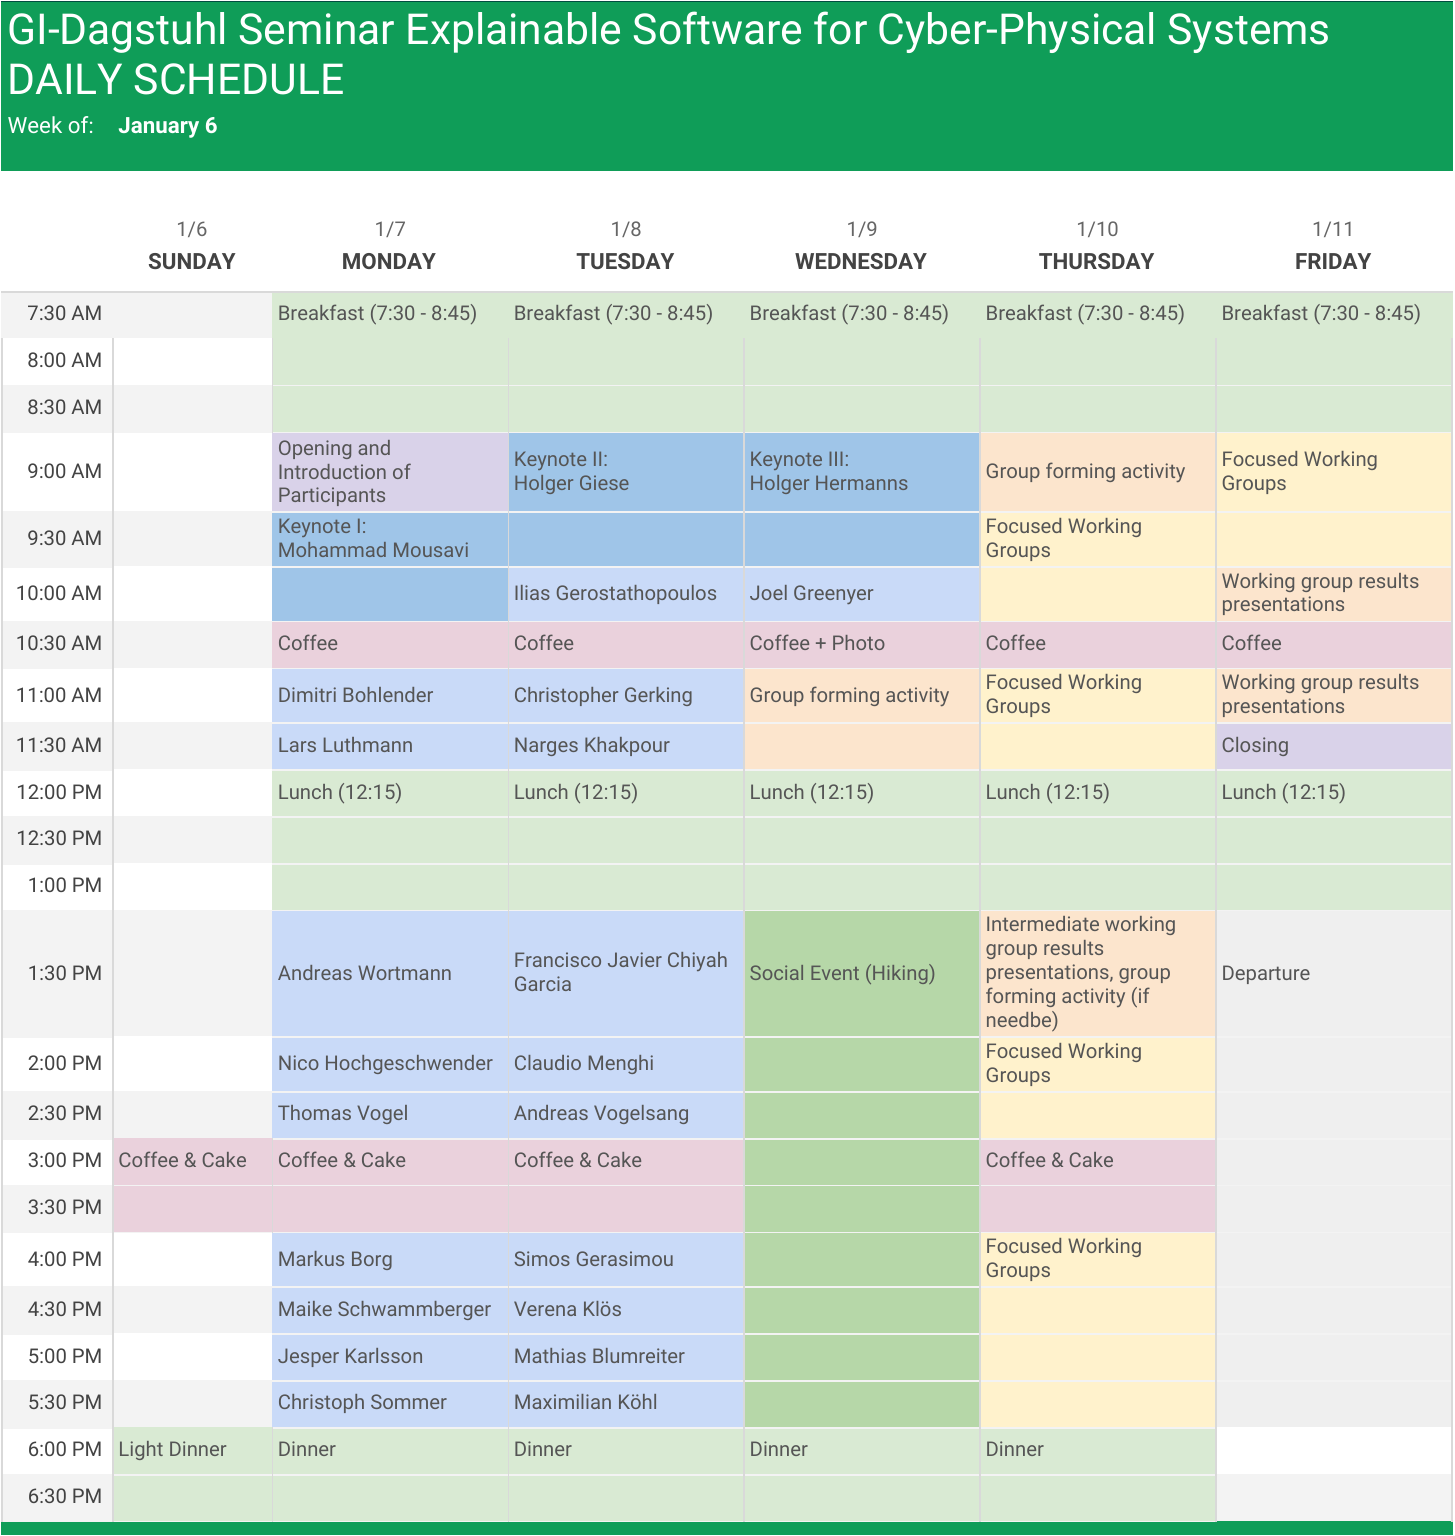 GI-Dagstuhl Seminar Explainable Software for Cyber-Physical Systems
DAILY SCHEDULE
Week of: January 6
1/6 1/7 1/8 1/9 1/10 1/11
SUNDAY MONDAY TUESDAY WEDNESDAY THURSDAY FRIDAY
7:30 AM Breakfast (7:30 - 8:45) Breakfast (7:30 - 8:45) Breakfast (7:30 - 8:45) Breakfast (7:30 - 8:45) Breakfast (7:30 - 8:45)
8:00 AM
8:30 AM
9:00 AM
Opening and
Introduction of
Participants
Keynote II:
Holger Giese
Keynote III:
Holger Hermanns
Group forming activity
Focused Working
Groups
9:30 AM
Keynote I:
Mohammad Mousavi
Focused Working
Groups
10:00 AM
Ilias Gerostathopoulos
Joel Greenyer
Working group results
presentations
10:30 AM Coffee Coffee Coffee + Photo Coffee Coffee
11:00 AM
Dimitri Bohlender
Christopher Gerking
Group forming activity
Focused Working
Groups
Working group results
presentations
11:30 AM Lars Luthmann Narges Khakpour Closing
12:00 PM Lunch (12:15) Lunch (12:15) Lunch (12:15) Lunch (12:15) Lunch (12:15)
12:30 PM
1:00 PM
1:30 PM
Andreas Wortmann
Francisco Javier Chiyah
Garcia
Social Event (Hiking)
Intermediate working
group results
presentations, group
forming activity (if
needbe)
Departure
2:00 PM
Nico Hochgeschwender
Claudio Menghi
Focused Working
Groups
2:30 PM Thomas Vogel Andreas Vogelsang
3:00 PM Coffee & Cake Coffee & Cake Coffee & Cake Coffee & Cake
3:30 PM
4:00 PM
Markus Borg
Simos Gerasimou
Focused Working
Groups
4:30 PM Maike Schwammberger Verena Klös
5:00 PM Jesper Karlsson Mathias Blumreiter
5:30 PM Christoph Sommer Maximilian Köhl
6:00 PM Light Dinner Dinner Dinner Dinner Dinner
6:30 PM